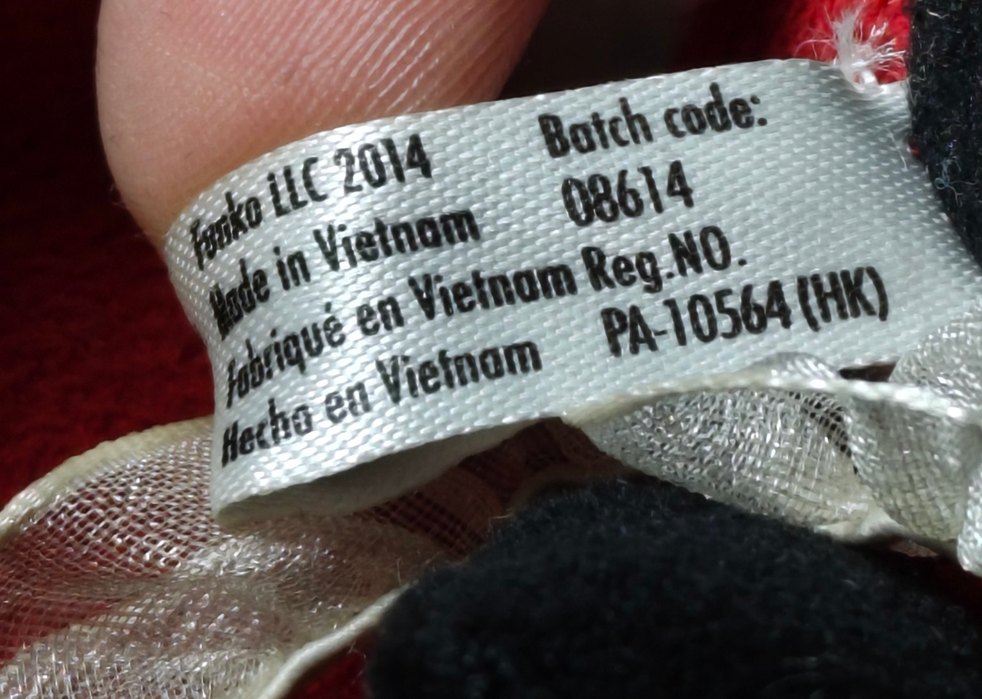 Funko LLC 2014
Made in Vietnam
Fabriqué en Vietnam
Hecho en Vietnam
Batch code:
08614
Reg.NO.
PA-10564(HK)